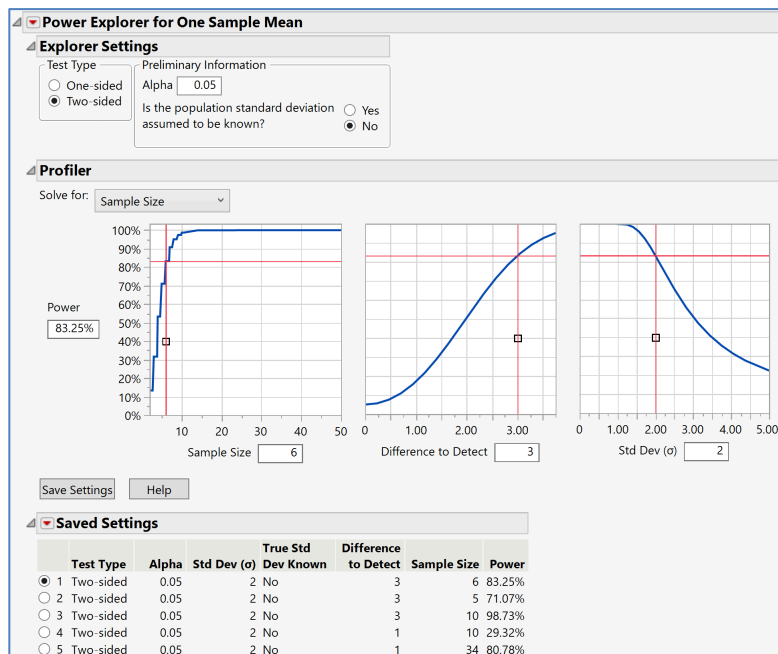 Power Explorer for One Sample Mean
Explorer Settings
Test Type
One-sided
Two-sided
Preliminary Information
Alpha 0.05
Is the population standard deviation
assumed to be known?
Yes
No
Profiler
Solve for: Sample Size
100%
90%
80%
70%
60%
50%
40%
30%
20%
10%
0%
Power
83.25%
10 20 30 40 50
Sample Size 6
0 1.00 2.00 3.00
Difference to Detect 3
0 1.00 2.00 3.00 4.00 5.00
Std Dev (σ) 2
Save Settings Help
Saved Settings
True Std Difference
Test Type Alpha Std Dev (σ) Dev Known to Detect Sample Size Power
1 Two-sided 0.05 2 No 3 6 83.25%
2 Two-sided 0.05 2 No 3 5 71.07%
3 Two-sided 0.05 2 No 3 10 98.73%
4 Two-sided 0.05 2 No 1 10 29.32%
5 Two-sided 0.05 2 No 1 34 80.78%